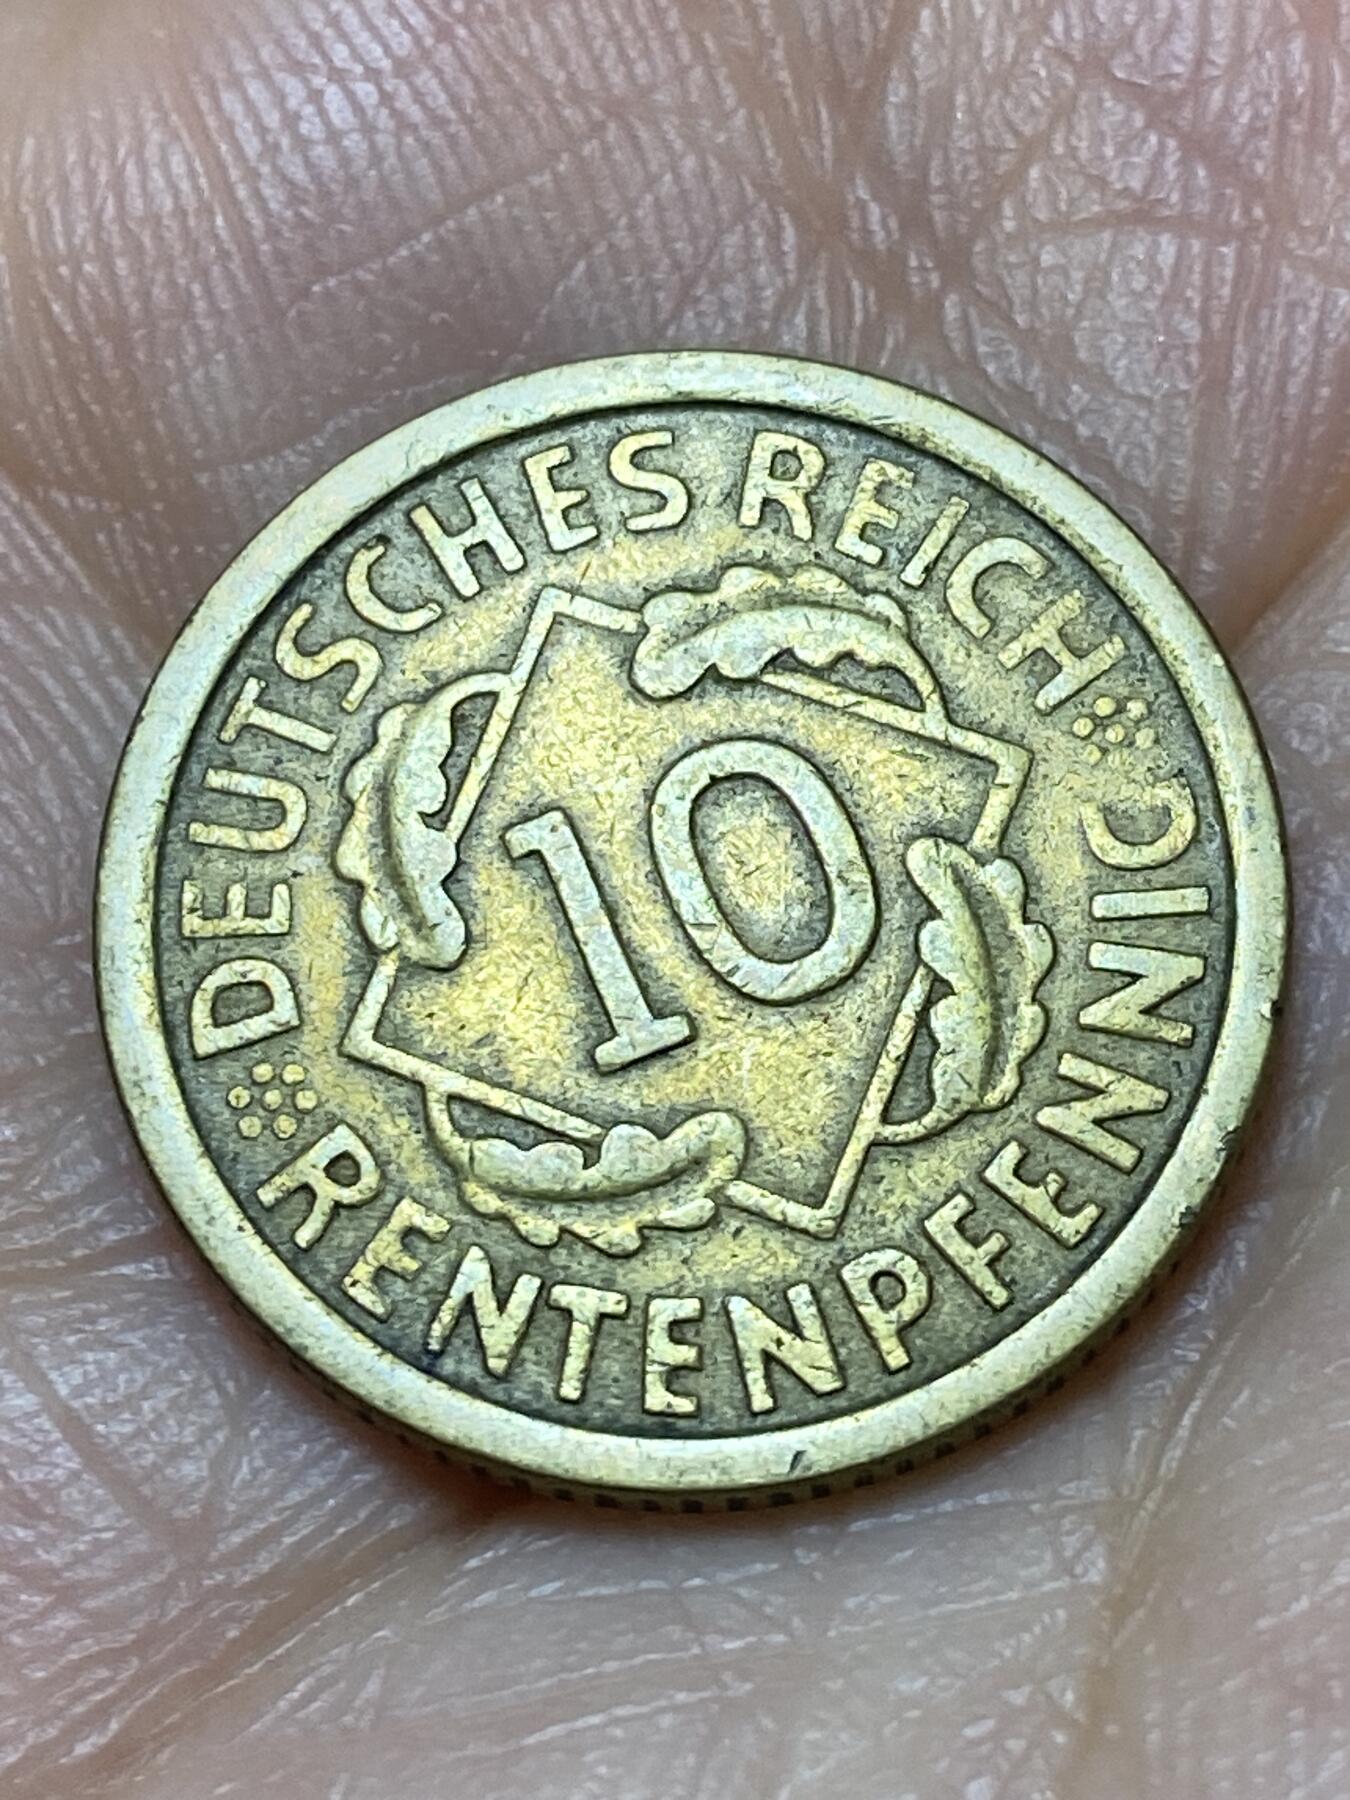 DEUTSCHES REICH
10
RENTENPFENNIG